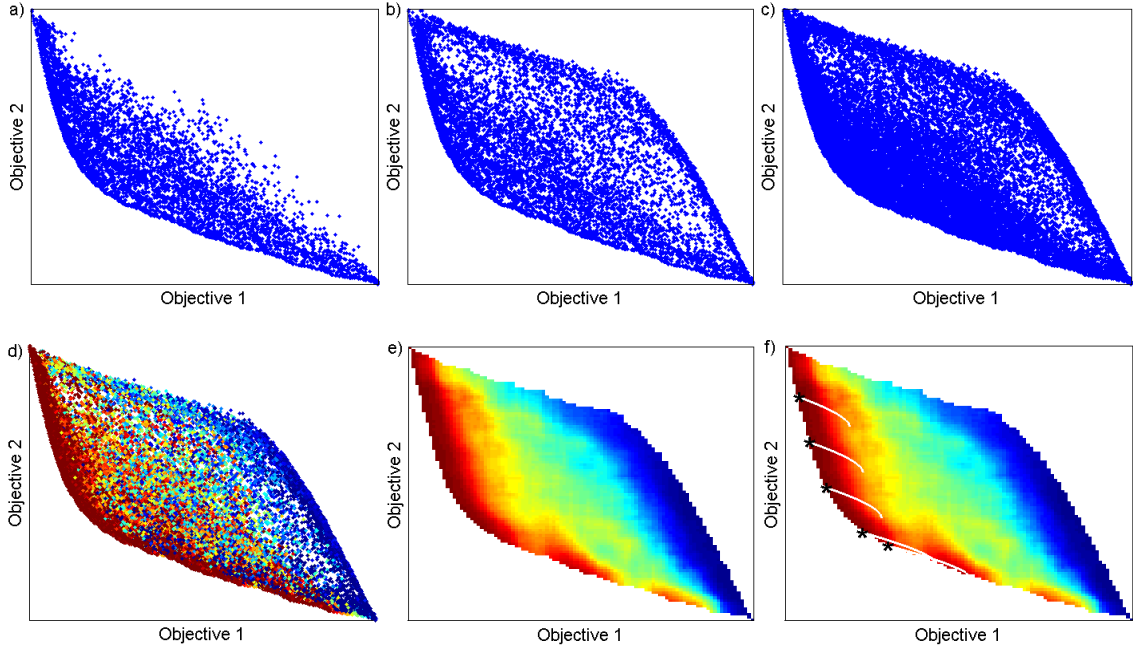 a)
b)
c)
Objective 2
Objective 2
Objective 2
Objective 1
Objective 1
Objective 1
d)
e)
f)
Objective 2
Objective 2
Objective 2
Objective 1
Objective 1
Objective 1